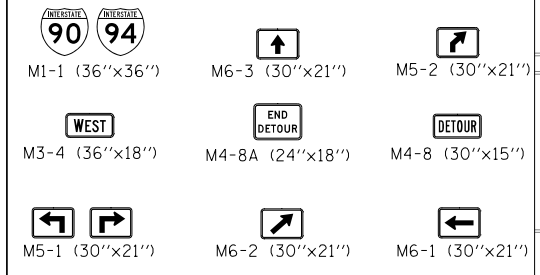 INTERSTATE INTERSTATE
90 94
M1-1 (36''x36'')
M6-3 (30''x21'')
M5-2 (30''x21'')
WEST
M3-4 (36''x18'')
END
DETOUR
M4-8A (24''x18'')
DETOUR
M4-8 (30''x15'')
M5-1 (30''x21'')
M6-2 (30''x21'')
M6-1 (30''x21'')